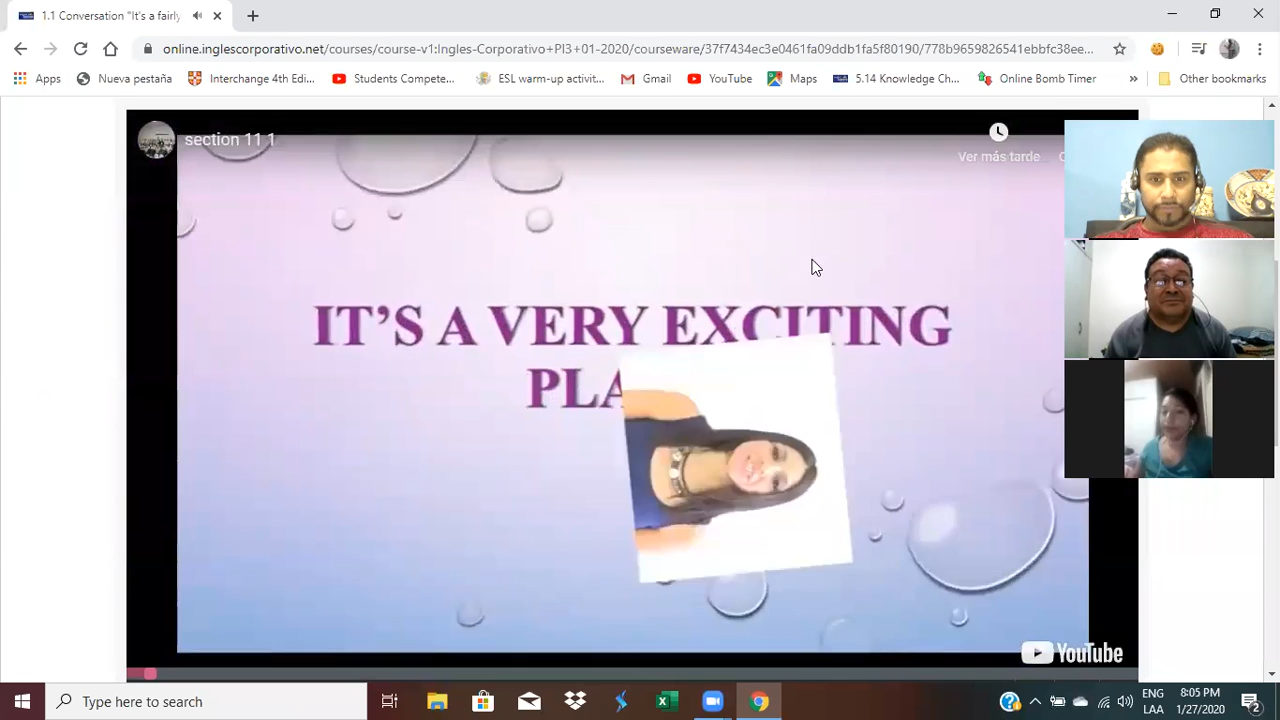 1.1 Conversation "It's a fairly
online.inglescorporativo.net/courses/course-v1:Ingles-Corporativo+PI3+01-2020/courseware/37f7434ec3e0461fa09ddb1fa5f80190/778b9659826541ebbfc38ee...
Apps
Nueva pestaña
Interchange 4th Edi...
Students Compete...
ESL warm-up activit...
Gmail
YouTube
Maps
5.14 Knowledge Ch...
Online Bomb Timer
Other bookmarks
section 11 1
Ver más tarde
IT'S A VERY EXCITING
YouTube
Type here to search
ENG
LAA
8:05 PM
1/27/2020
2